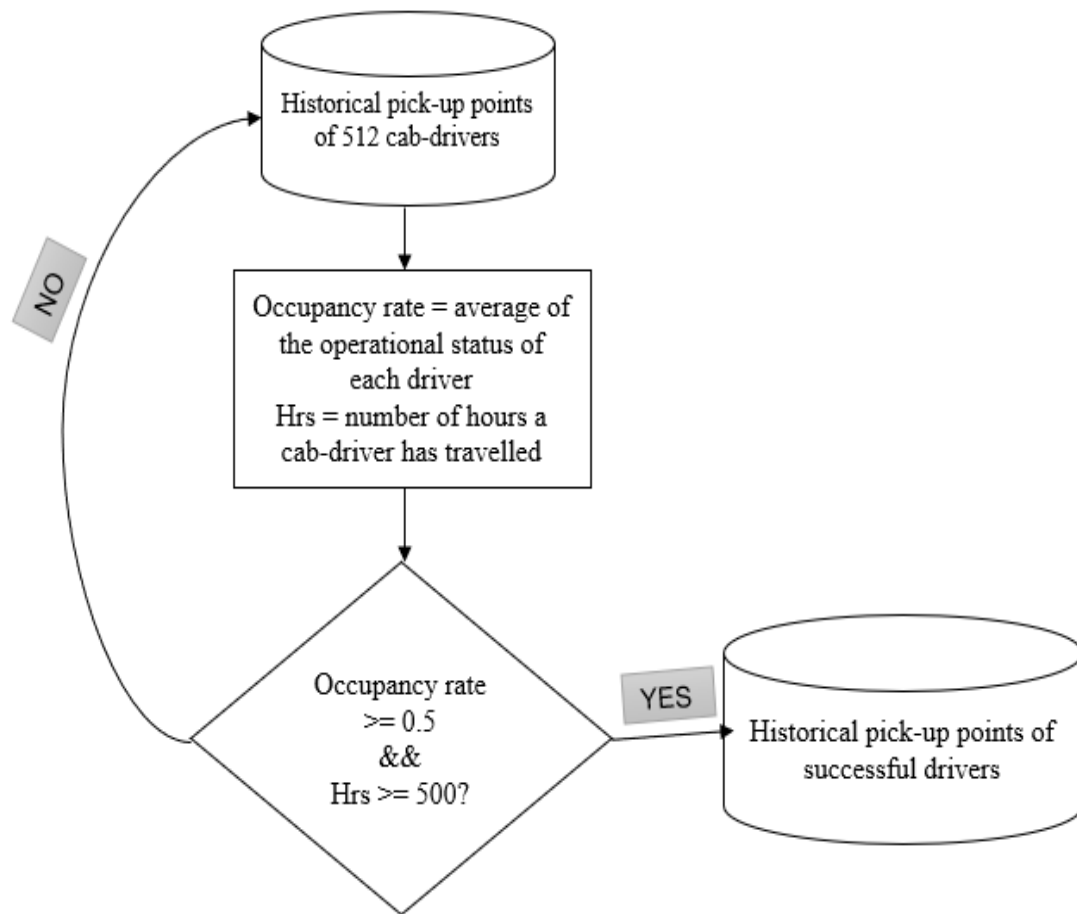 Historical pick-up points
of 512 cab-drivers
NO
Occupancy rate = average of
the operational status of
each driver
Hrs = number of hours a
cab-driver has travelled
Occupancy rate
>= 0.5
&&
Hrs >= 500?
YES
Historical pick-up points of
successful drivers